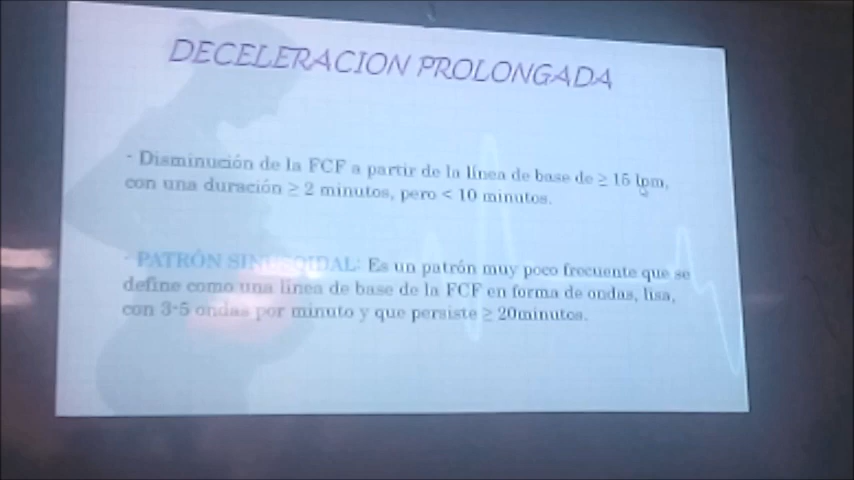 DECELERACION PROLONGADA
- Disminución de la FCF a partir de la línea de base de ≥ 15 lpm,
con una duración ≥ 2 minutos, pero < 10 minutos.
- PATRÓN SINUSOIDAL: Es un patrón muy poco frecuente que se
define como una línea de base de la FCF en forma de ondas, lisa,
con 3-5 ondas por minuto y que persiste ≥ 20minutos.